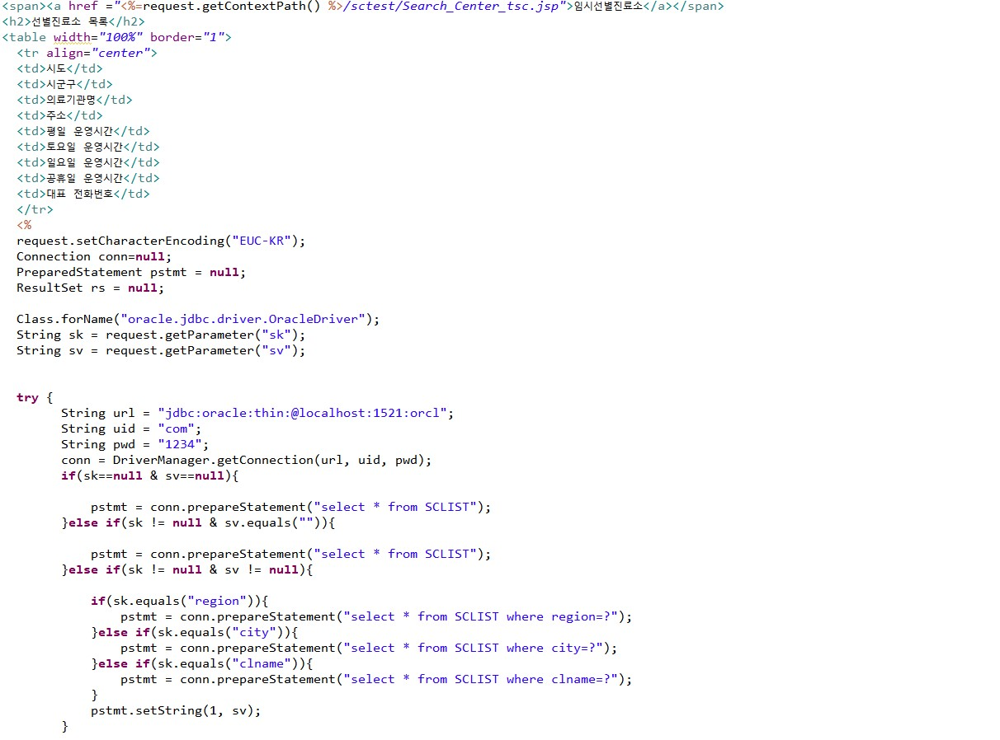 <span><a href ="<%=request.getContextPath() %>/sctest/Search_Center_tsc.jsp">임시선별진료소</a></span>
<h2>선별진료소 목록</h2>
<table width="100%" border="1">
<tr align="center">
<td>시도</td>
<td>시군구</td>
<td>의료기관명</td>
<td>주소</td>
<td>평일 운영시간</td>
<td>토요일 운영시간</td>
<td>일요일 운영시간</td>
<td>공휴일 운영시간</td>
<td>대표 전화번호</td>
</tr>
<%
request.setCharacterEncoding("EUC-KR");
Connection conn=null;
PreparedStatement pstmt = null;
ResultSet rs = null;
Class.forName("oracle.jdbc.driver.OracleDriver");
String sk = request.getParameter("sk");
String sv = request.getParameter("sv");
try {
String url = "jdbc:oracle:thin:@localhost:1521:orcl";
String uid = "com";
String pwd = "1234";
conn = DriverManager.getConnection(url, uid, pwd);
if(sk==null & sv==null){
pstmt = conn.prepareStatement("select * from SCLIST");
}else if(sk != null & sv.equals("")){
pstmt = conn.prepareStatement("select * from SCLIST");
}else if(sk != null & sv != null){
if(sk.equals("region")){
pstmt = conn.prepareStatement("select * from SCLIST where region=?");
}else if(sk.equals("city")){
pstmt = conn.prepareStatement("select * from SCLIST where city=?");
}else if(sk.equals("clname")){
pstmt = conn.prepareStatement("select * from SCLIST where clname=?");
}
pstmt.setString(1, sv);
}